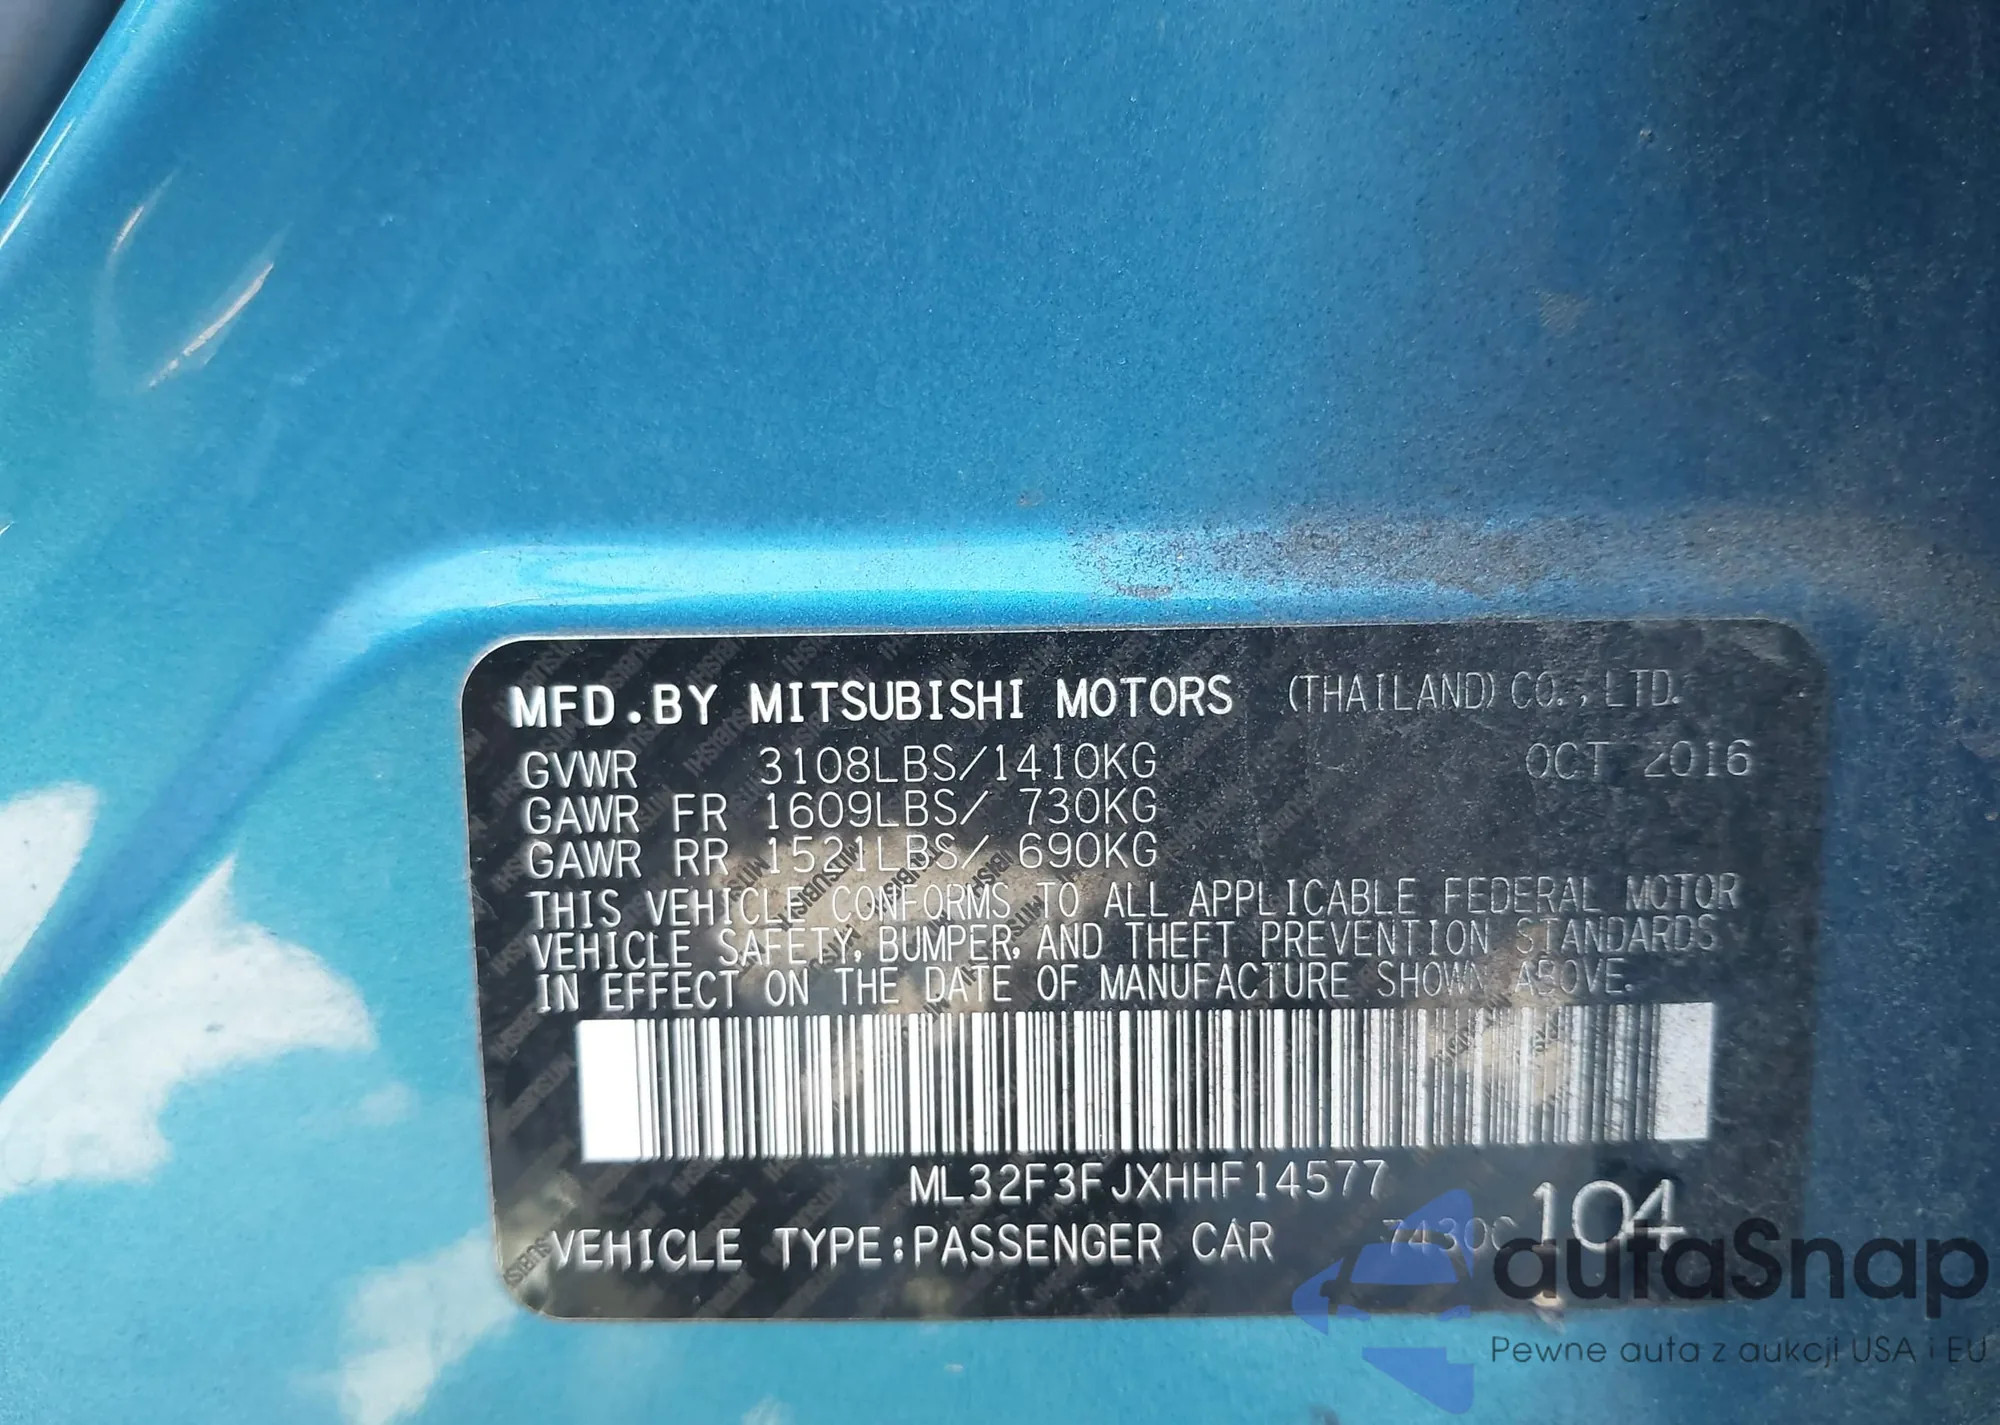 MFD.BY MITSUBISHI MOTORS (THAILAND) CO.,LTD.
GVWR 3108LBS/1410KG OCT 2016
GAWR FR 1609LBS/ 730KG
GAWR RR 1521LBS/ 690KG
THIS VEHICLE CONFORMS TO ALL APPLICABLE FEDERAL MOTOR
VEHICLE SAFETY, BUMPER, AND THEFT PREVENTION STANDARDS
IN EFFECT ON THE DATE OF MANUFACTURE SHOWN ABOVE.
ML32F3FJXHHF14577
VEHICLE TYPE:PASSENGER CAR 104
autaSnap
Pewne auta z aukcji USA i EU